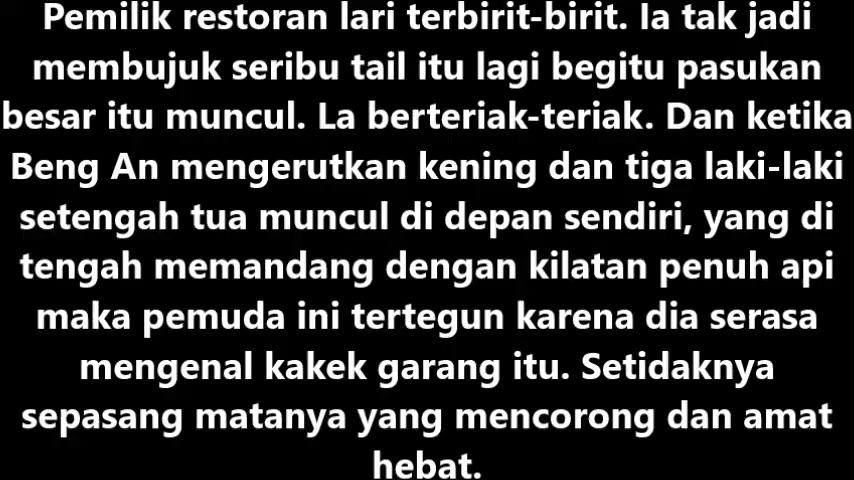 Pemilik restoran lari terbirit-birit. Ia tak jadi
membujuk seribu tail itu lagi begitu pasukan
besar itu muncul. La berteriak-teriak. Dan ketika
Beng An mengerutkan kening dan tiga laki-laki
setengah tua muncul di depan sendiri, yang di
tengah memandang dengan kilatan penuh api
maka pemuda ini tertegun karena dia serasa
mengenal kakek garang itu. Setidaknya
sepasang matanya yang mencorong dan amat
hebat.